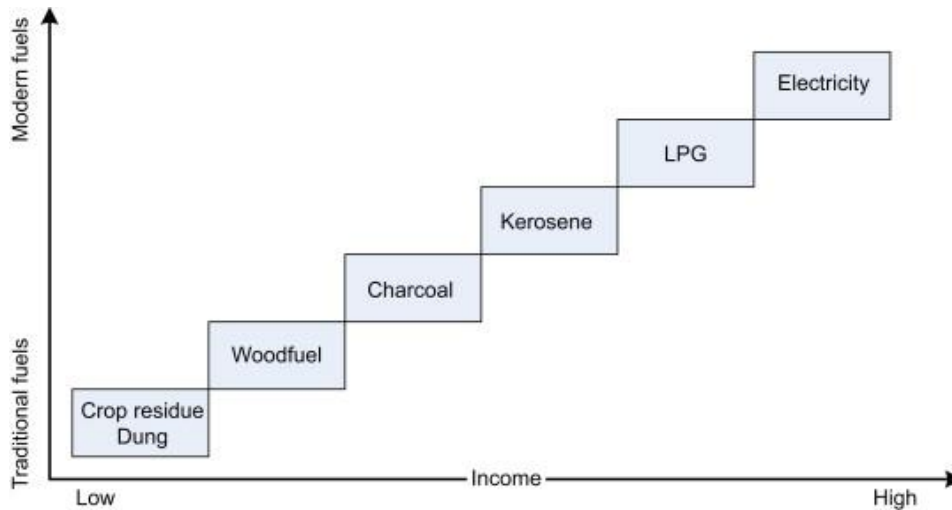 Modern fuels
Electricity
LPG
Kerosene
Charcoal
Woodfuel
Traditional fuels
Crop residue
Dung
Income
Low
High